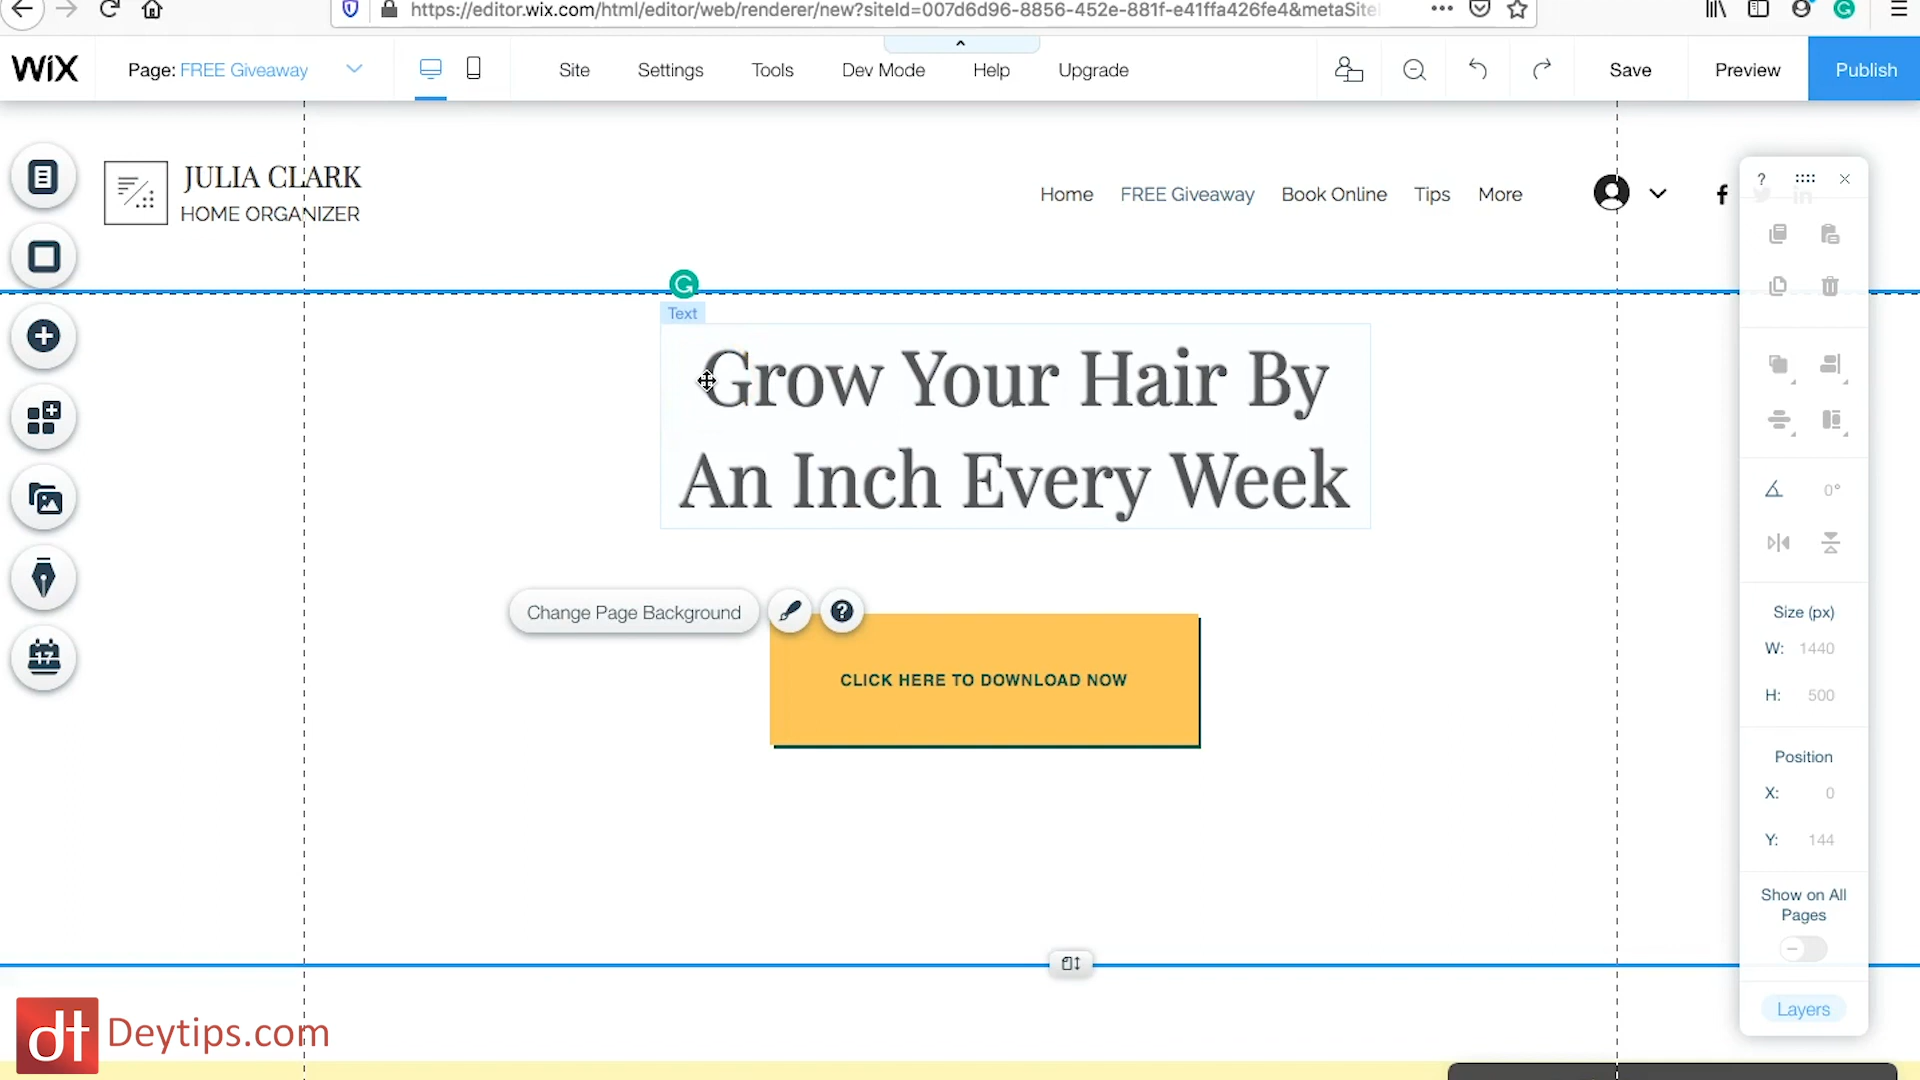 https://editor.wix.com/html/editor/web/renderer/new?siteId=007d6d96-8856-452e-881f-e41ffa426fe4&metaSiteI
WiX
Page: FREE Giveaway
Site
Settings
Tools
Dev Mode
Help
Upgrade
Save
Preview
Publish
JULIA CLARK
HOME ORGANIZER
Home
FREE Giveaway
Book Online
Tips
More
Text
Grow Your Hair By
An Inch Every Week
Change Page Background
?
CLICK HERE TO DOWNLOAD NOW
17
?
0°
Size (px)
W: 1440
H: 500
Position
X: 0
Y: 144
Show on All
Pages
Layers
dt Deytips.com